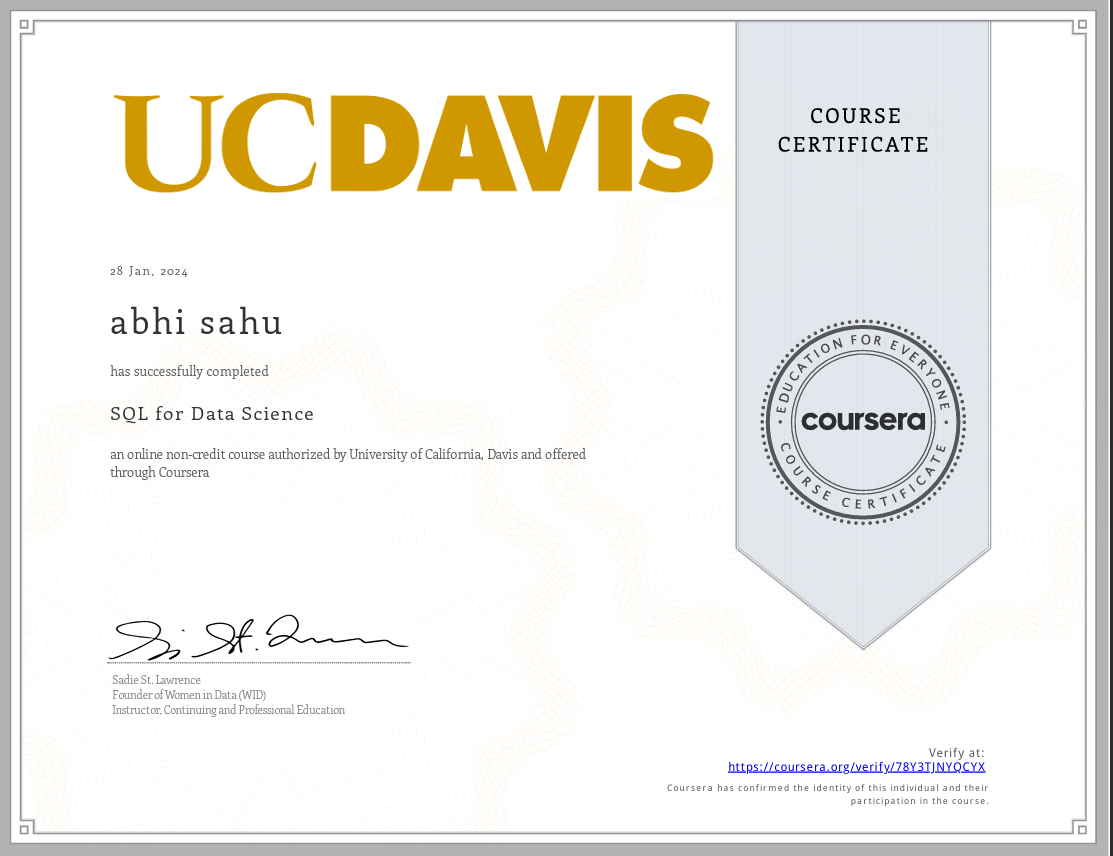 UCDAVIS
COURSE
CERTIFICATE
28 Jan, 2024
abhi sahu
has successfully completed
SQL for Data Science
an online non-credit course authorized by University of California, Davis and offered
through Coursera
EDUCATION FOR EVERYONE
coursera
COURSE CERTIFICATE
Sadie St. Lawrence
Founder of Women in Data (WID)
Instructor, Continuing and Professional Education
Verify at:
https://coursera.org/verify/78Y3TJNYQCYX
Coursera has confirmed the identity of this individual and their
participation in the course.